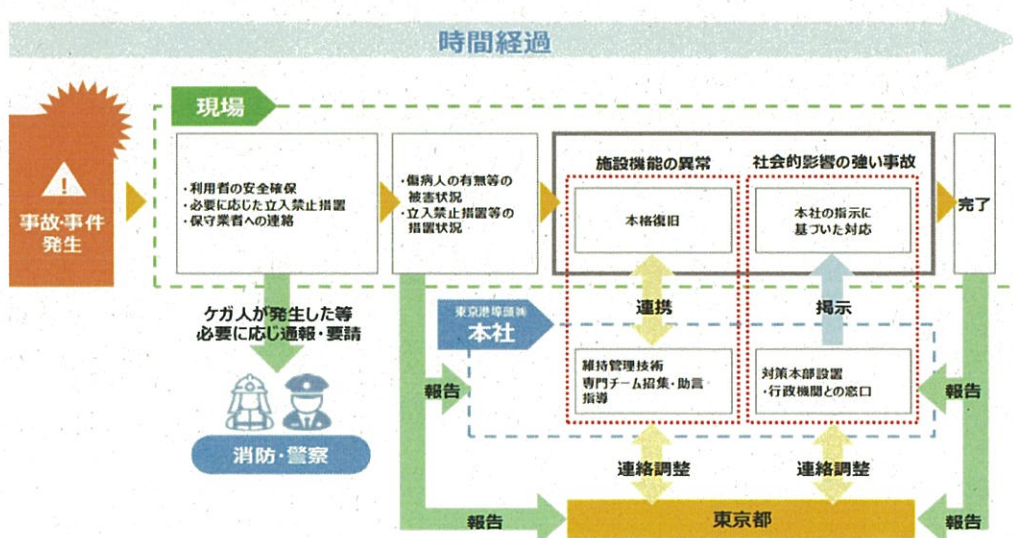 時間経過
現場
事故・事件
発生
・利用者の安全確保
・必要に応じた立入禁止措置
・保守業者への連絡
・傷病人の有無等の
被害状況
・立入禁止措置等の
措置状況
施設機能の異常
本格復旧
社会的影響の強い事故
本社の指示に
基づいた対応
完了
ケガ人が発生した等
必要に応じ通報・要請
消防・警察
東京港埠頭㈱
本社
連携
掲示
維持管理技術
専門チーム招集・助言
指導
対策本部設置
・行政機関との窓口
報告
報告
連絡調整
連絡調整
報告
東京都
報告